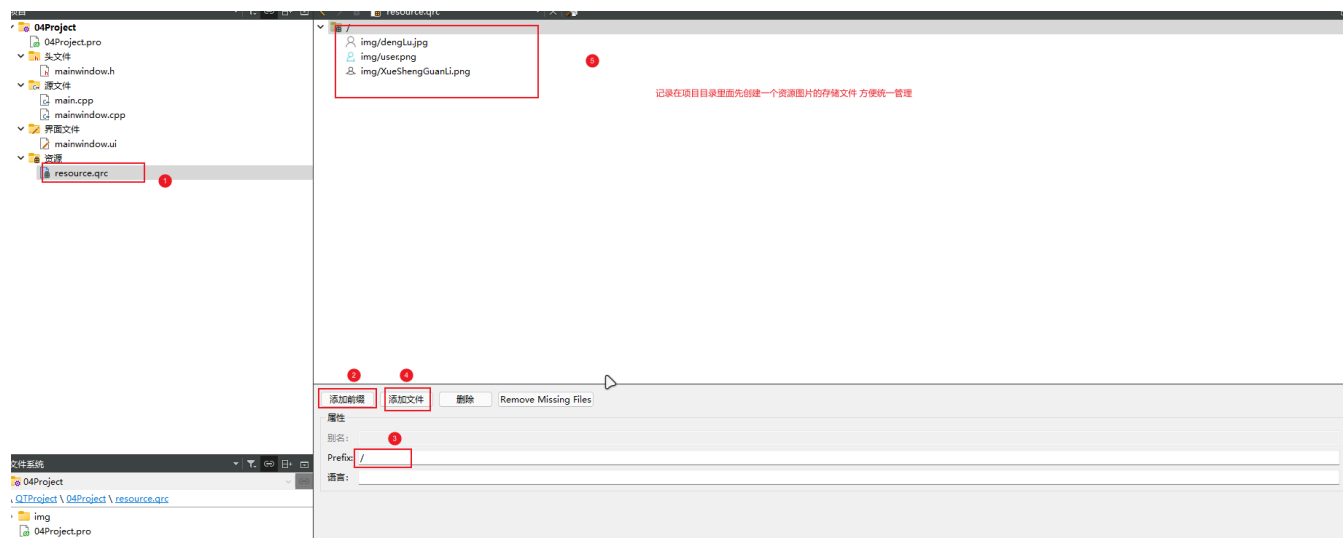 项目
resource.qrc
04Project
04Project.pro
头文件
mainwindow.h
源文件
main.cpp
mainwindow.cpp
界面文件
mainwindow.ui
资源
resource.qrc
1
/
img/dengLu.jpg
img/user.png
img/XueShengGuanLi.png
5
记录在项目目录里面先创建一个资源图片的存储文件 方便统一管理
2
4
添加前缀
添加文件
删除
Remove Missing Files
属性
别名:
3
Prefix:
/
语言:
文件系统
04Project
\ QTProject \ 04Project \ resource.qrc
img
04Project.pro